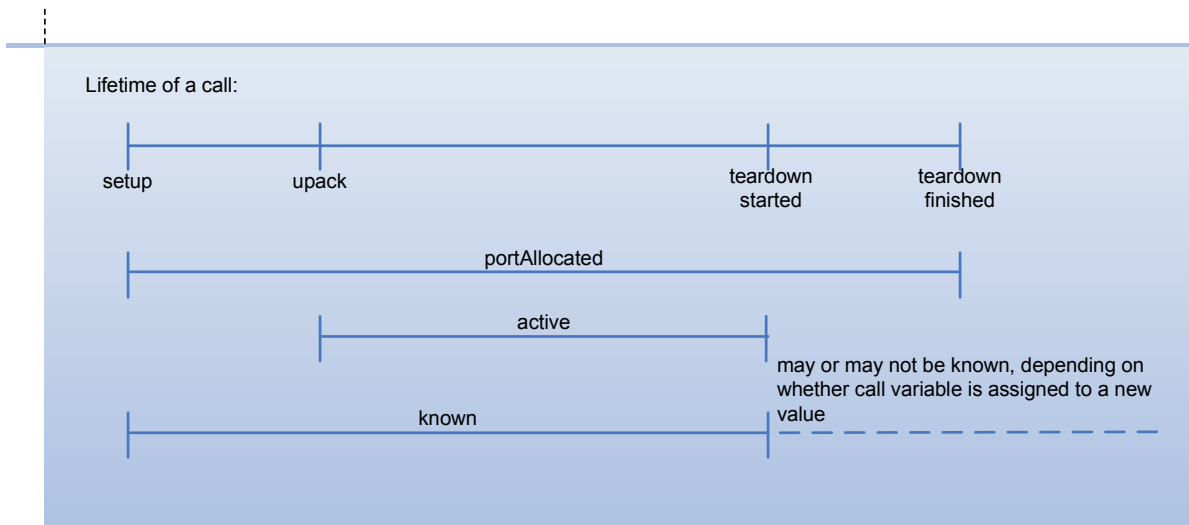 Lifetime of a call:
setup
upack
teardown
started
teardown
finished
portAllocated
active
may or may not be known, depending on
whether call variable is assigned to a new
value
known